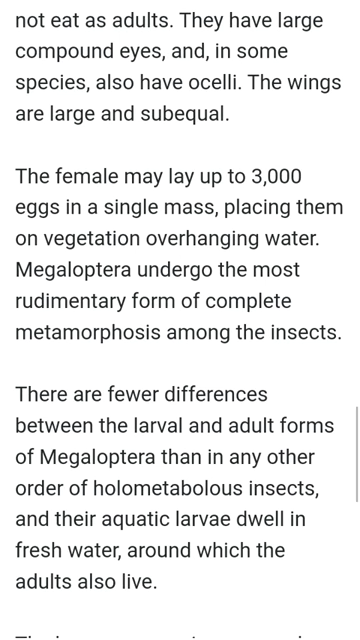 not eat as adults. They have large
compound eyes, and, in some
species, also have ocelli. The wings
are large and subequal.
The female may lay up to 3,000
eggs in a single mass, placing them
on vegetation overhanging water.
Megaloptera undergo the most
rudimentary form of complete
metamorphosis among the insects.
There are fewer differences
between the larval and adult forms
of Megaloptera than in any other
order of holometabolous insects,
and their aquatic larvae dwell in
fresh water, around which the
adults also live.